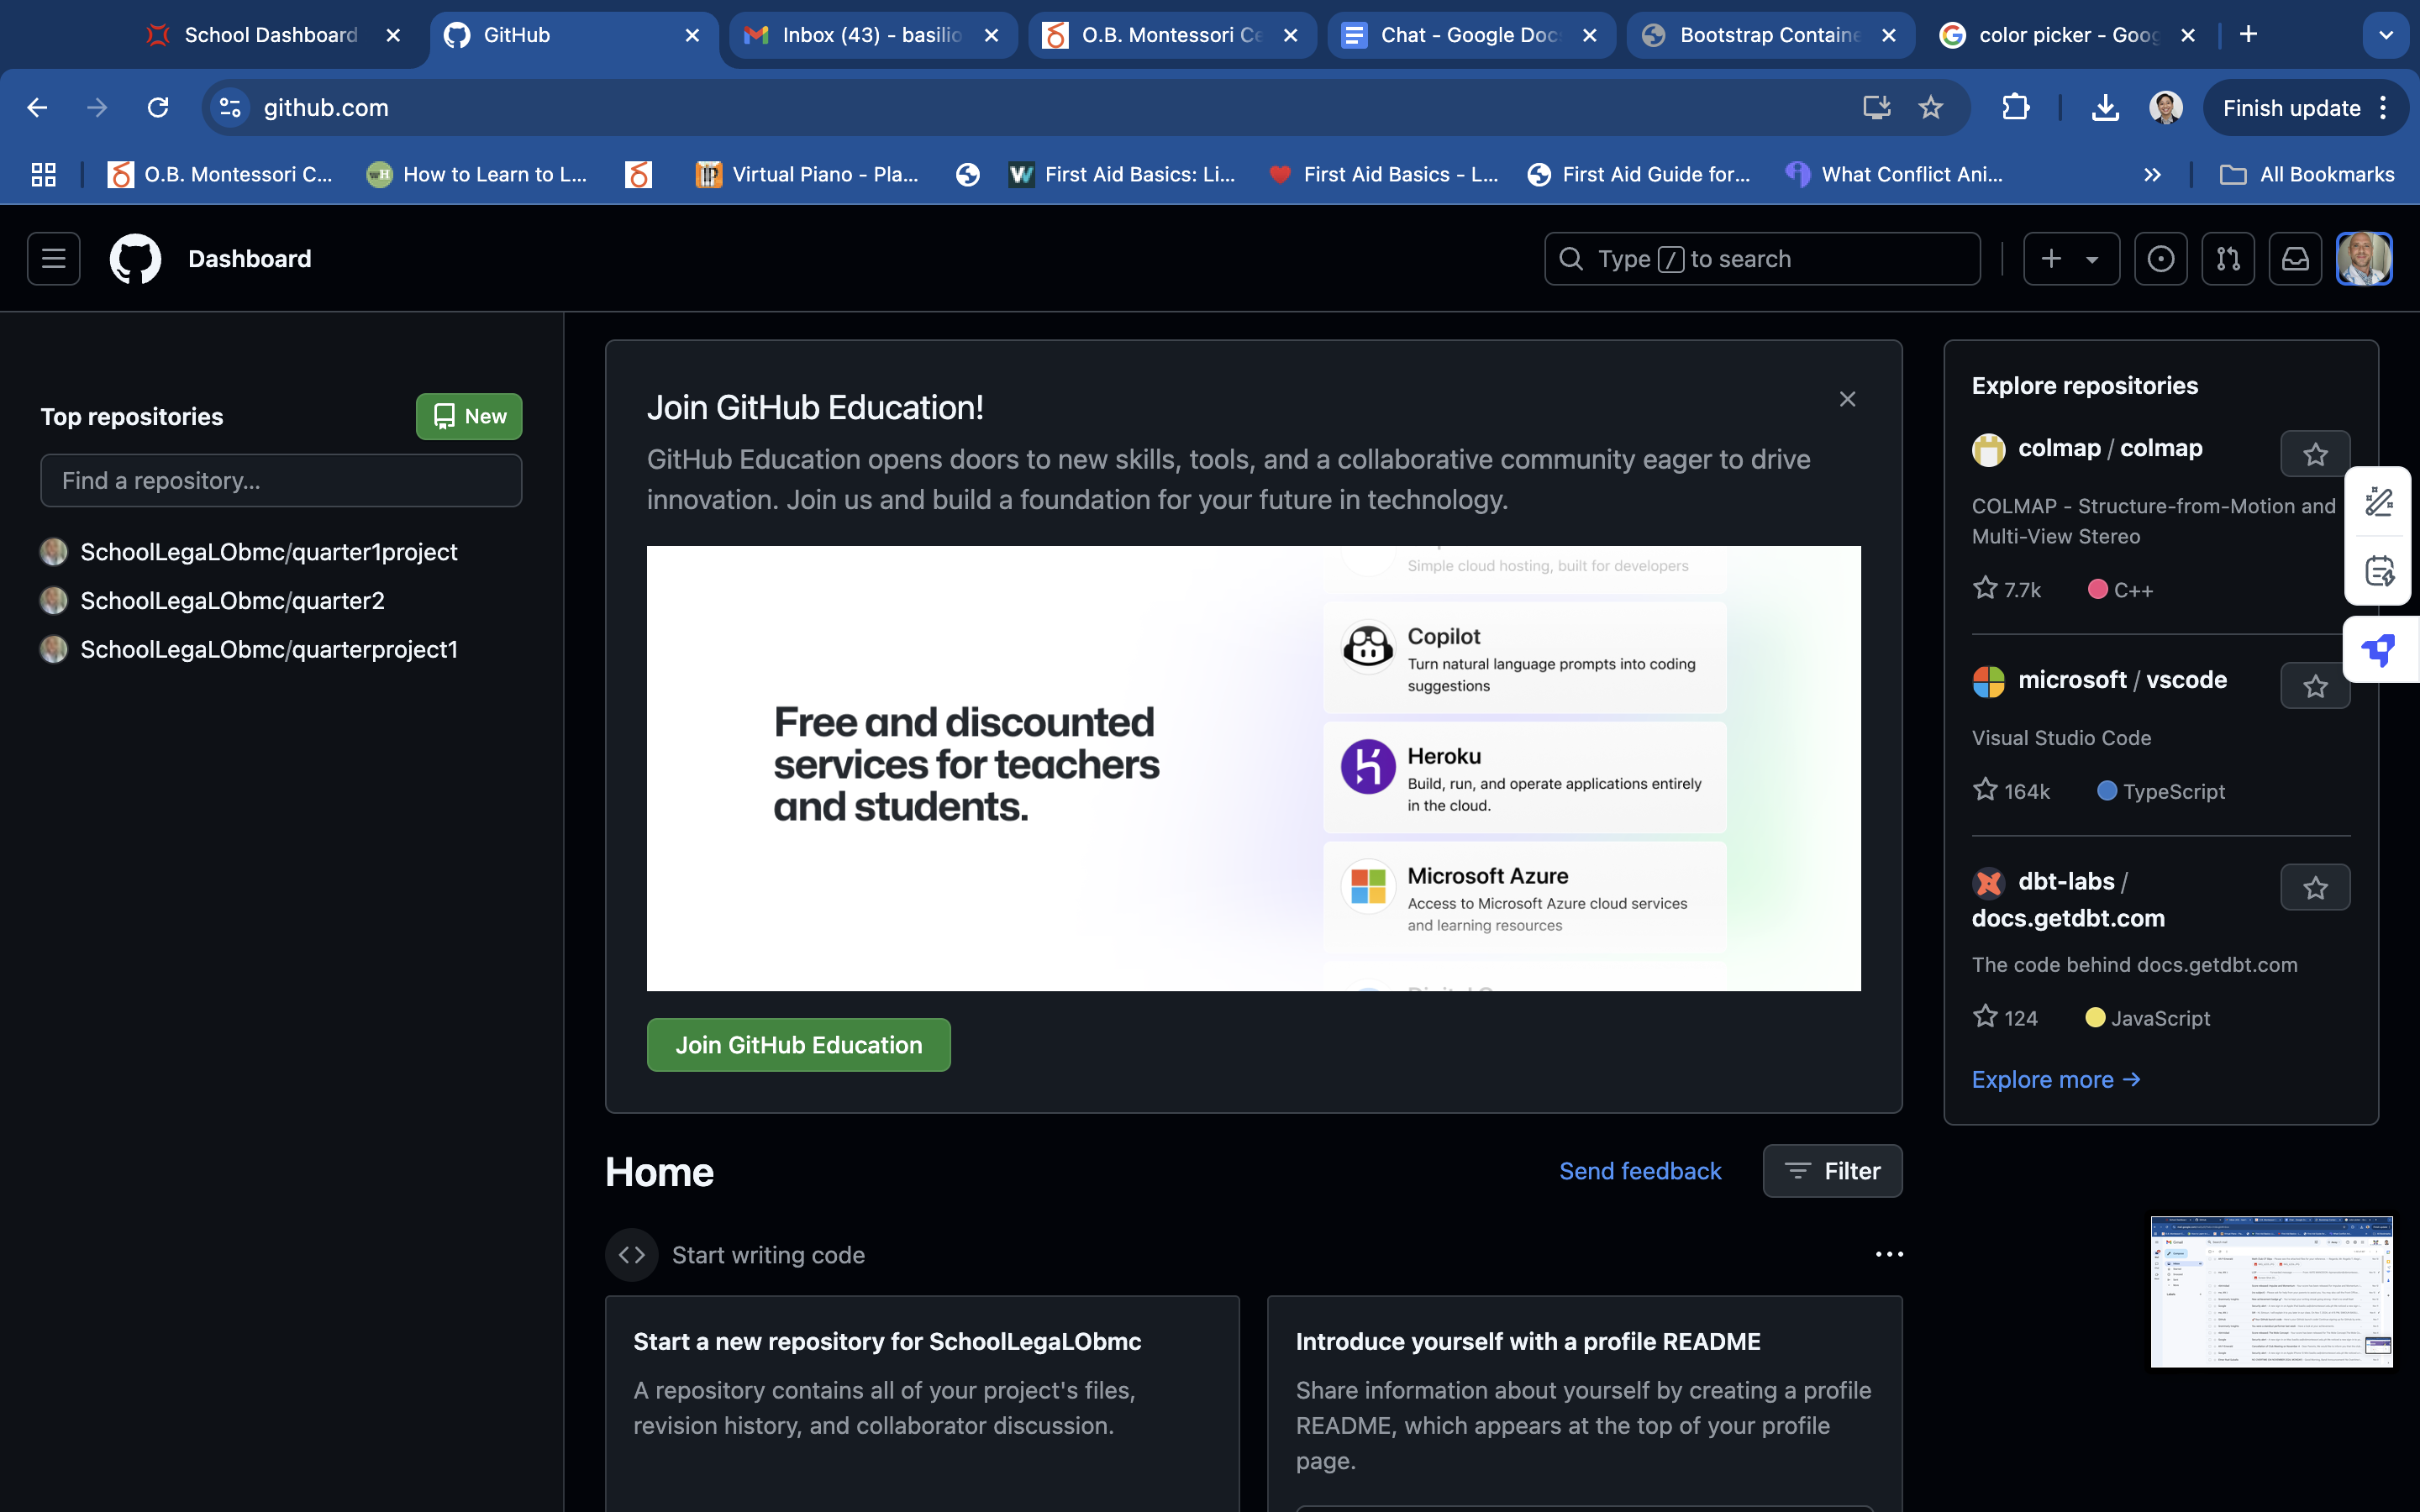 School Dashboard
GitHub
Inbox (43) - basilio
O.B. Montessori Ce
Chat - Google Doc
Bootstrap Containe
color picker - Goog
github.com
Finish update
O.B. Montessori C...
How to Learn to L...
Virtual Piano - Pla...
First Aid Basics: Li...
First Aid Basics - L...
First Aid Guide for...
What Conflict Ani...
All Bookmarks
Dashboard
Type / to search
Top repositories
New
Find a repository...
SchoolLegaLObmc/quarter1project
SchoolLegaLObmc/quarter2
SchoolLegaLObmc/quarterproject1
Join GitHub Education!
GitHub Education opens doors to new skills, tools, and a collaborative community eager to drive
innovation. Join us and build a foundation for your future in technology.
Free and discounted
services for teachers
and students.
Simple cloud hosting, built for developers
Copilot
Turn natural language prompts into coding
suggestions
Heroku
Build, run, and operate applications entirely
in the cloud.
Microsoft Azure
Access to Microsoft Azure cloud services
and learning resources
Join GitHub Education
Home
Send feedback
Filter
Start writing code
Start a new repository for SchoolLegaLObmc
A repository contains all of your project's files,
revision history, and collaborator discussion.
Introduce yourself with a profile README
Share information about yourself by creating a profile
README, which appears at the top of your profile
page.
Explore repositories
colmap / colmap
COLMAP - Structure-from-Motion and
Multi-View Stereo
7.7k C++
microsoft / vscode
Visual Studio Code
164k TypeScript
dbt-labs /
docs.getdbt.com
The code behind docs.getdbt.com
124 JavaScript
Explore more →